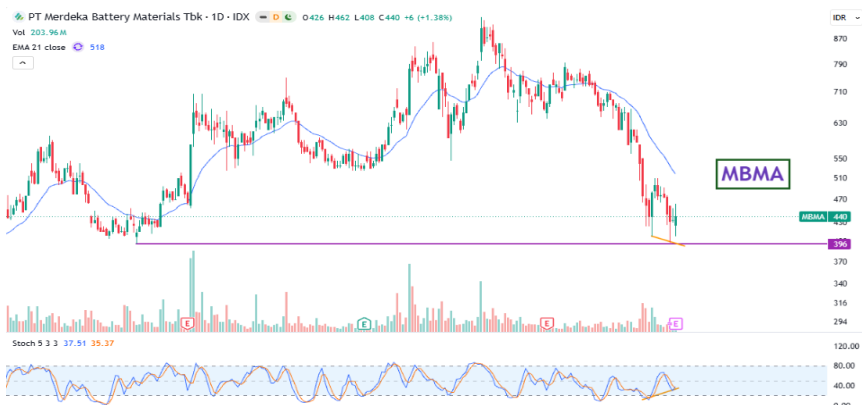 PT Merdeka Battery Materials Tbk · 1D · IDX D O426 H462 L408 C440 +6 (+1.38%)
IDR
Vol 203.96M
EMA 21 close 518
870
790
710
630
550
510
470
MBMA 440
430
396
370
340
316
294
MBMA
E E E E
Stoch 5 3 3 37.51 35.37
120.00
80.00
40.00
0.00